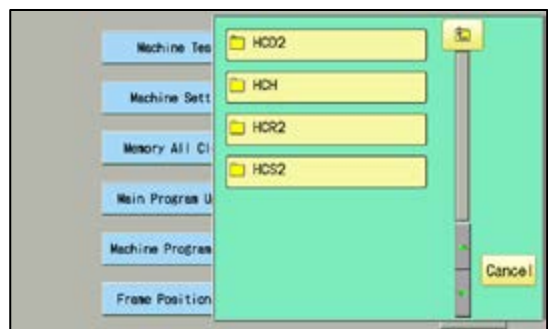 Machine Tes
HCD2
Machine Sett
HCH
Memory All Cl
HCR2
Main Program U
HCS2
Machine Program
Frame Position
Cancel